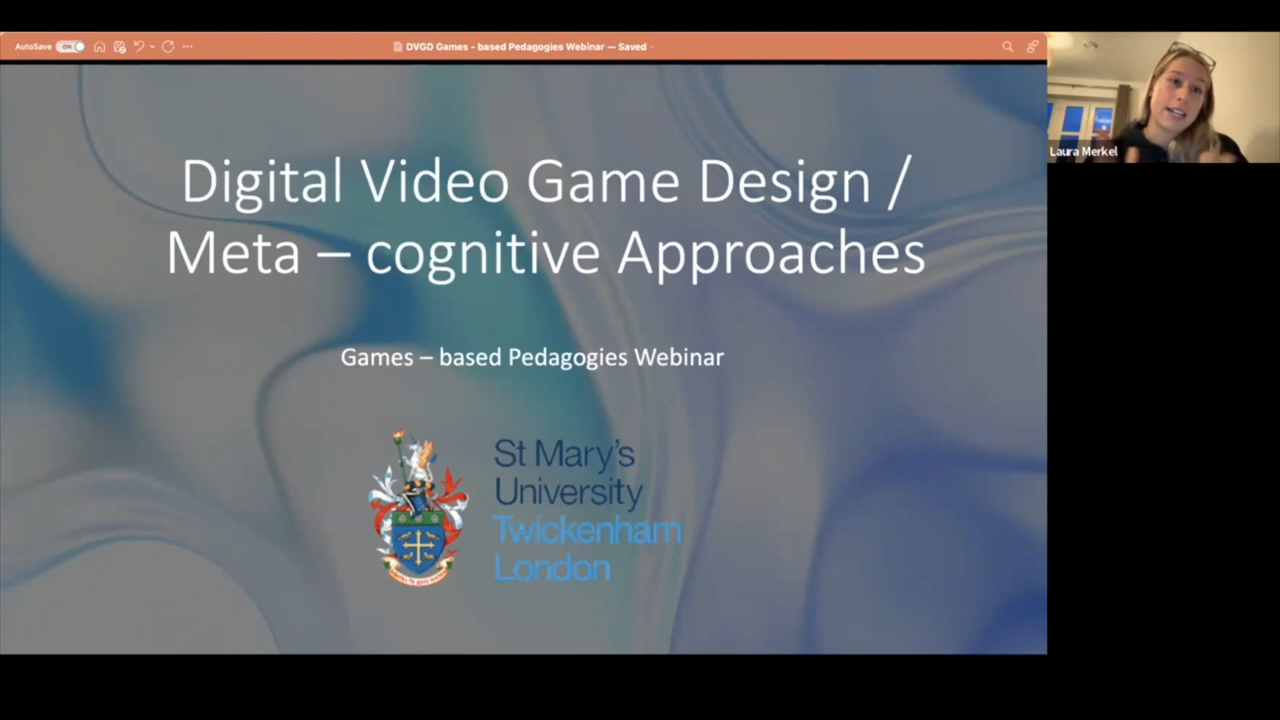 AutoSave ON
DVGD Games - based Pedagogies Webinar — Saved
Laura Merkel
Digital Video Game Design /
Meta – cognitive Approaches
Games – based Pedagogies Webinar
St Mary's
University
Twickenham
London